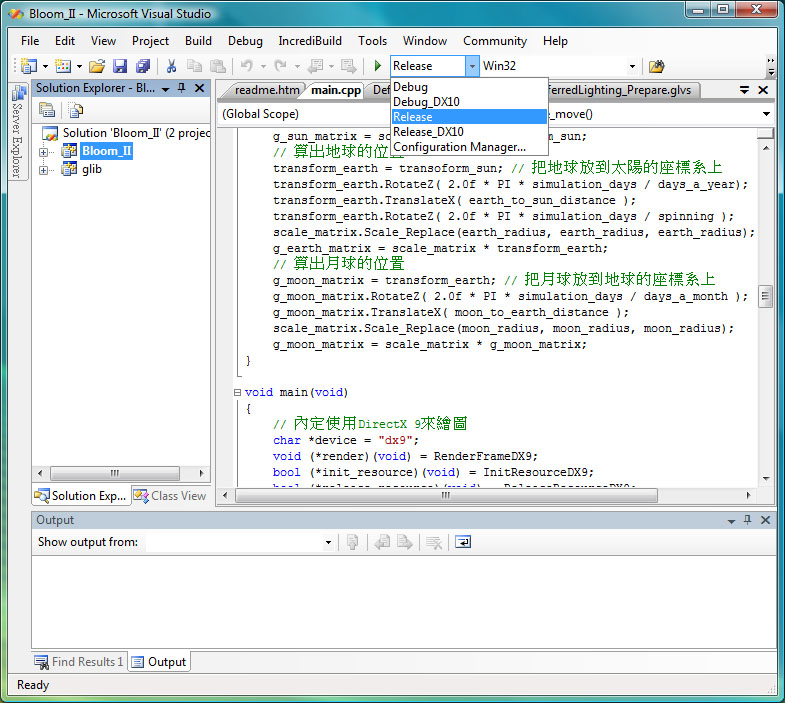 Bloom_II - Microsoft Visual Studio
File Edit View Project Build Debug IncrediBuild Tools Window Community Help
Release Win32
Debug
Debug_DX10
Release
Release_DX10
Configuration Manager...
Solution Explorer - Bl...
Server Explorer
Solution 'Bloom_II' (2 projec
Bloom_II
glib
Solution Exp... Class View
readme.htm main.cpp Def ferredLighting_Prepare.glvs
(Global Scope) _move()
g_sun_matrix = sc m_sun;
// 算出地球的位置
transform_earth = transoform_sun; // 把地球放到太陽的座標系上
transform_earth.RotateZ( 2.0f * PI * simulation_days / days_a_year);
transform_earth.TranslateX( earth_to_sun_distance );
transform_earth.RotateZ( 2.0f * PI * simulation_days / spinning );
scale_matrix.Scale_Replace(earth_radius, earth_radius, earth_radius);
g_earth_matrix = scale_matrix * transform_earth;
// 算出月球的位置
g_moon_matrix = transform_earth; // 把月球放到地球的座標系上
g_moon_matrix.RotateZ( 2.0f * PI * simulation_days / days_a_month );
g_moon_matrix.TranslateX( moon_to_earth_distance );
scale_matrix.Scale_Replace(moon_radius, moon_radius, moon_radius);
g_moon_matrix = scale_matrix * g_moon_matrix;
}
void main(void)
{
// 內定使用DirectX 9來繪圖
char *device = "dx9";
void (*render)(void) = RenderFrameDX9;
bool (*init_resource)(void) = InitResourceDX9;
bool (*release_resource)(void) = ReleaseResourceDX9;
Output
Show output from:
Find Results 1 Output
Ready